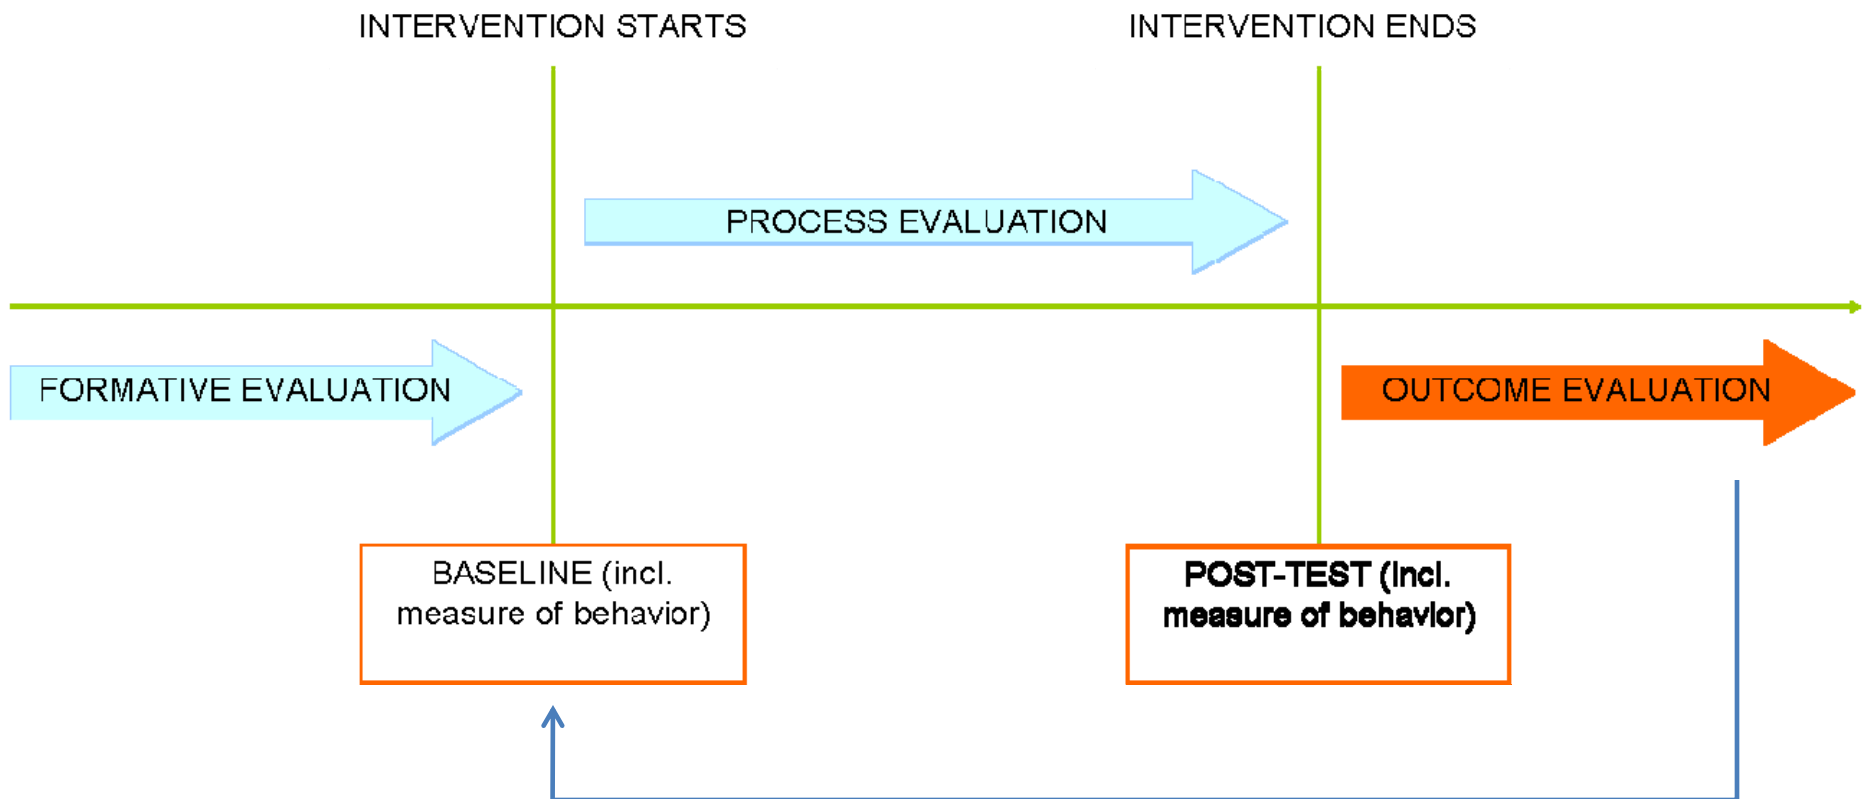 INTERVENTION STARTS
INTERVENTION ENDS
PROCESS EVALUATION
FORMATIVE EVALUATION
OUTCOME EVALUATION
BASELINE (incl.
measure of behavior)
POST-TEST (incl.
measure of behavior)